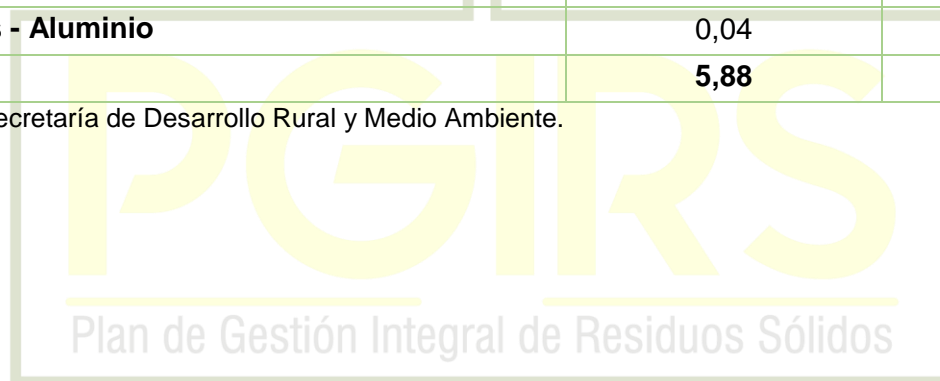 - Aluminio 0,04
5,88
ecretaría de Desarrollo Rural y Medio Ambiente.
PGIRS
Plan de Gestión Integral de Residuos Sólidos